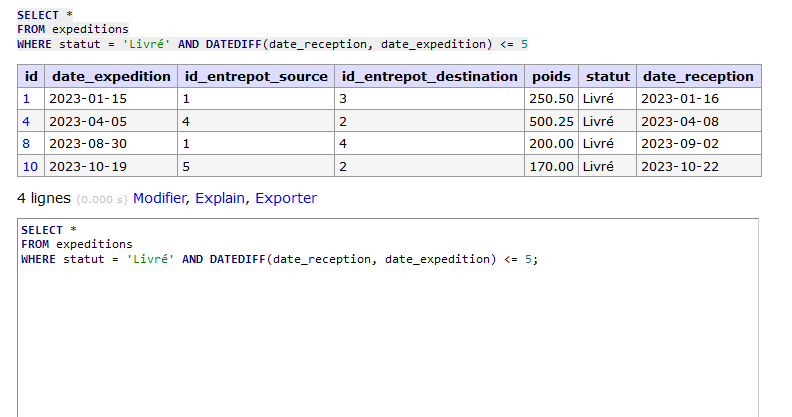 SELECT *
FROM expeditions
WHERE statut = 'Livré' AND DATEDIFF(date_reception, date_expedition) <= 5
id date_expedition id_entrepot_source id_entrepot_destination poids statut date_reception
1 2023-01-15 1 3 250.50 Livré 2023-01-16
4 2023-04-05 4 2 500.25 Livré 2023-04-08
8 2023-08-30 1 4 200.00 Livré 2023-09-02
10 2023-10-19 5 2 170.00 Livré 2023-10-22
4 lignes (0.000 s) Modifier, Explain, Exporter
SELECT *
FROM expeditions
WHERE statut = 'Livré' AND DATEDIFF(date_reception, date_expedition) <= 5;